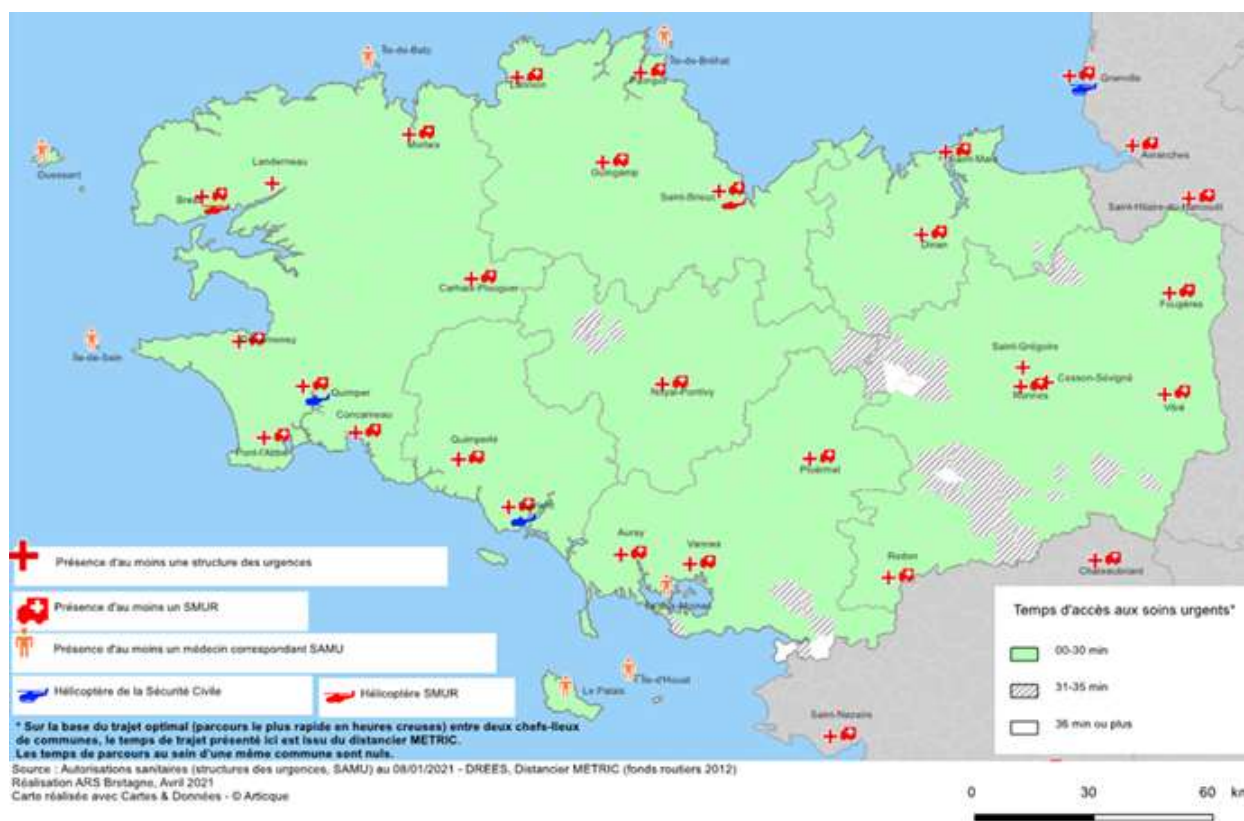 Île-de-Batz
Île-de-Bréhat
Granville
Lannion
Paimpol
Morlaix
Avranches
Ouessant
Landerneau
Guingamp
Saint-Malo
Brest
Saint-Brieuc
Saint-Hilaire-du-Harcouët
Dinan
Carhaix-Plouguer
Fougères
Île-de-Sein
Douarnenez
Saint-Grégoire
Cesson-Sévigné
Quimper
Noyal-Pontivy
Rennes
Vitré
Concarneau
Pont-l'Abbé
Quimperlé
Ploërmel
Lorient
Auray
Vannes
Redon
Châteaubriant
Île-d'Houat
Le Palais
Saint-Nazaire
Présence d'au moins une structure des urgences
Présence d'au moins un SMUR
Présence d'au moins un médecin correspondant SAMU
Hélicoptère de la Sécurité Civile
Hélicoptère SMUR
Temps d'accès aux soins urgents*
00-30 min
31-35 min
36 min ou plus
* Sur la base du trajet optimal (parcours le plus rapide en heures creuses) entre deux chefs-lieux
de communes, le temps de trajet présenté ici est issu du distancier METRIC.
Les temps de parcours au sein d'une même commune sont nuls.
Source : Autorisations sanitaires (structures des urgences, SAMU) au 08/01/2021 - DREES, Distancier METRIC (fonds routiers 2012)
Réalisation ARS Bretagne, Avril 2021
Carte réalisée avec Cartes & Données - © Articque
0 30 60 km